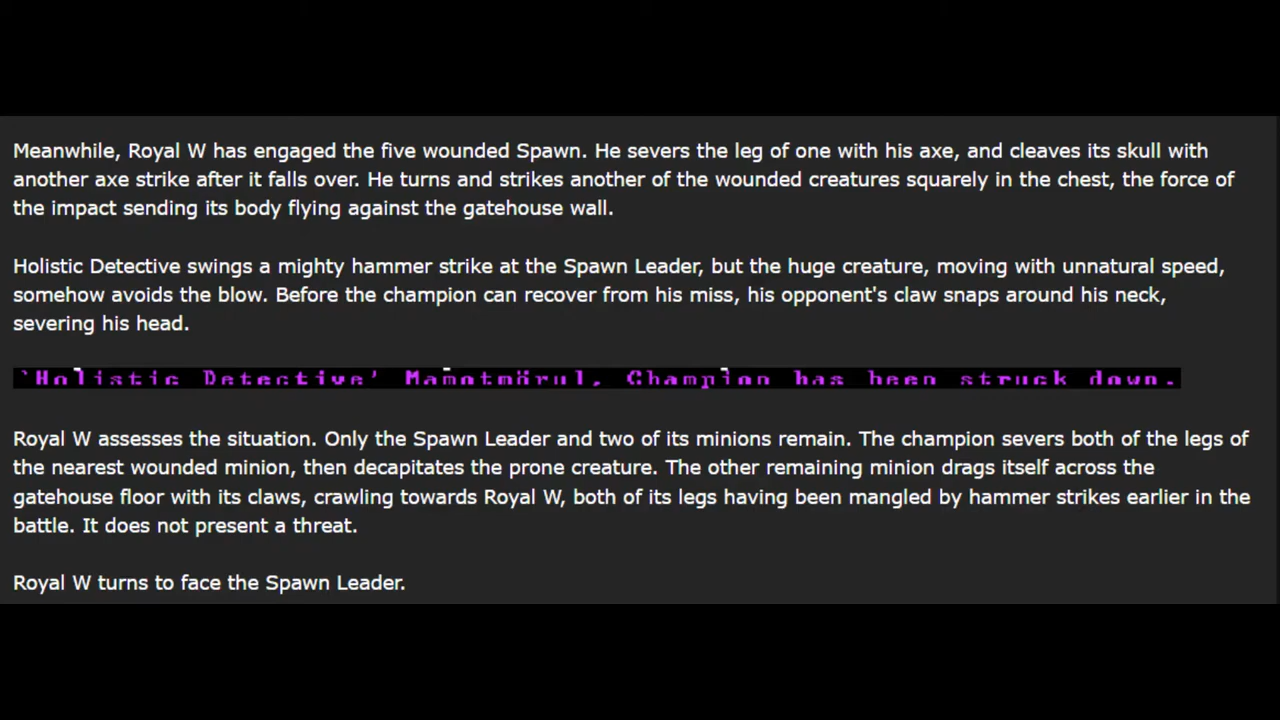 Meanwhile, Royal W has engaged the five wounded Spawn. He severs the leg of one with his axe, and cleaves its skull with
another axe strike after it falls over. He turns and strikes another of the wounded creatures squarely in the chest, the force of
the impact sending its body flying against the gatehouse wall.
Holistic Detective swings a mighty hammer strike at the Spawn Leader, but the huge creature, moving with unnatural speed,
somehow avoids the blow. Before the champion can recover from his miss, his opponent's claw snaps around his neck,
severing his head.
`Holistic Detective' Mamotmörul, Champion has been struck down.
Royal W assesses the situation. Only the Spawn Leader and two of its minions remain. The champion severs both of the legs of
the nearest wounded minion, then decapitates the prone creature. The other remaining minion drags itself across the
gatehouse floor with its claws, crawling towards Royal W, both of its legs having been mangled by hammer strikes earlier in the
battle. It does not present a threat.
Royal W turns to face the Spawn Leader.